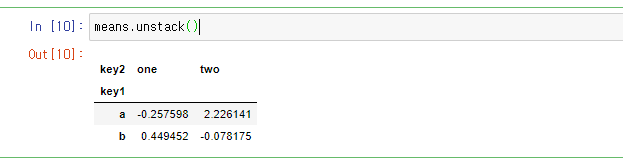 In [10]: means.unstack()
Out[10]:
key2 one two
key1
a -0.257598 2.226141
b 0.449452 -0.078175